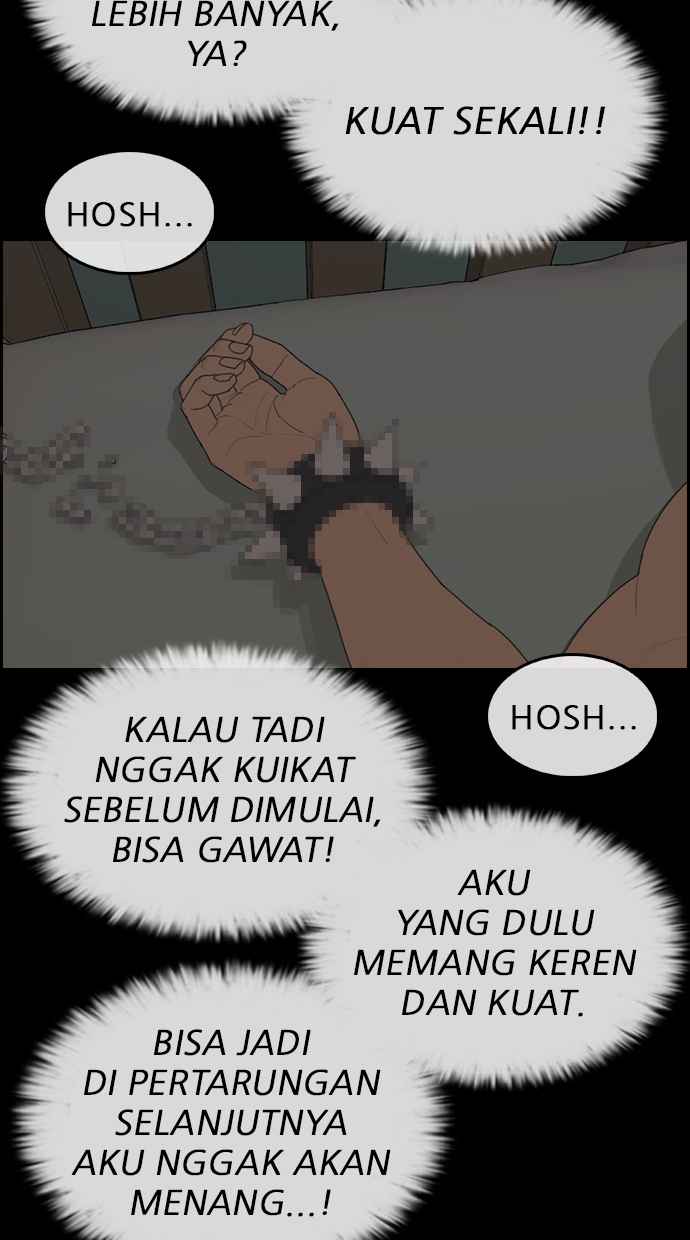 LEBIH BANYAK,
YA?
KUAT SEKALI!!
HOSH...
HOSH...
KALAU TADI
NGGAK KUIKAT
SEBELUM DIMULAI,
BISA GAWAT!
AKU
YANG DULU
MEMANG KEREN
DAN KUAT.
BISA JADI
DI PERTARUNGAN
SELANJUTNYA
AKU NGGAK AKAN
MENANG...!